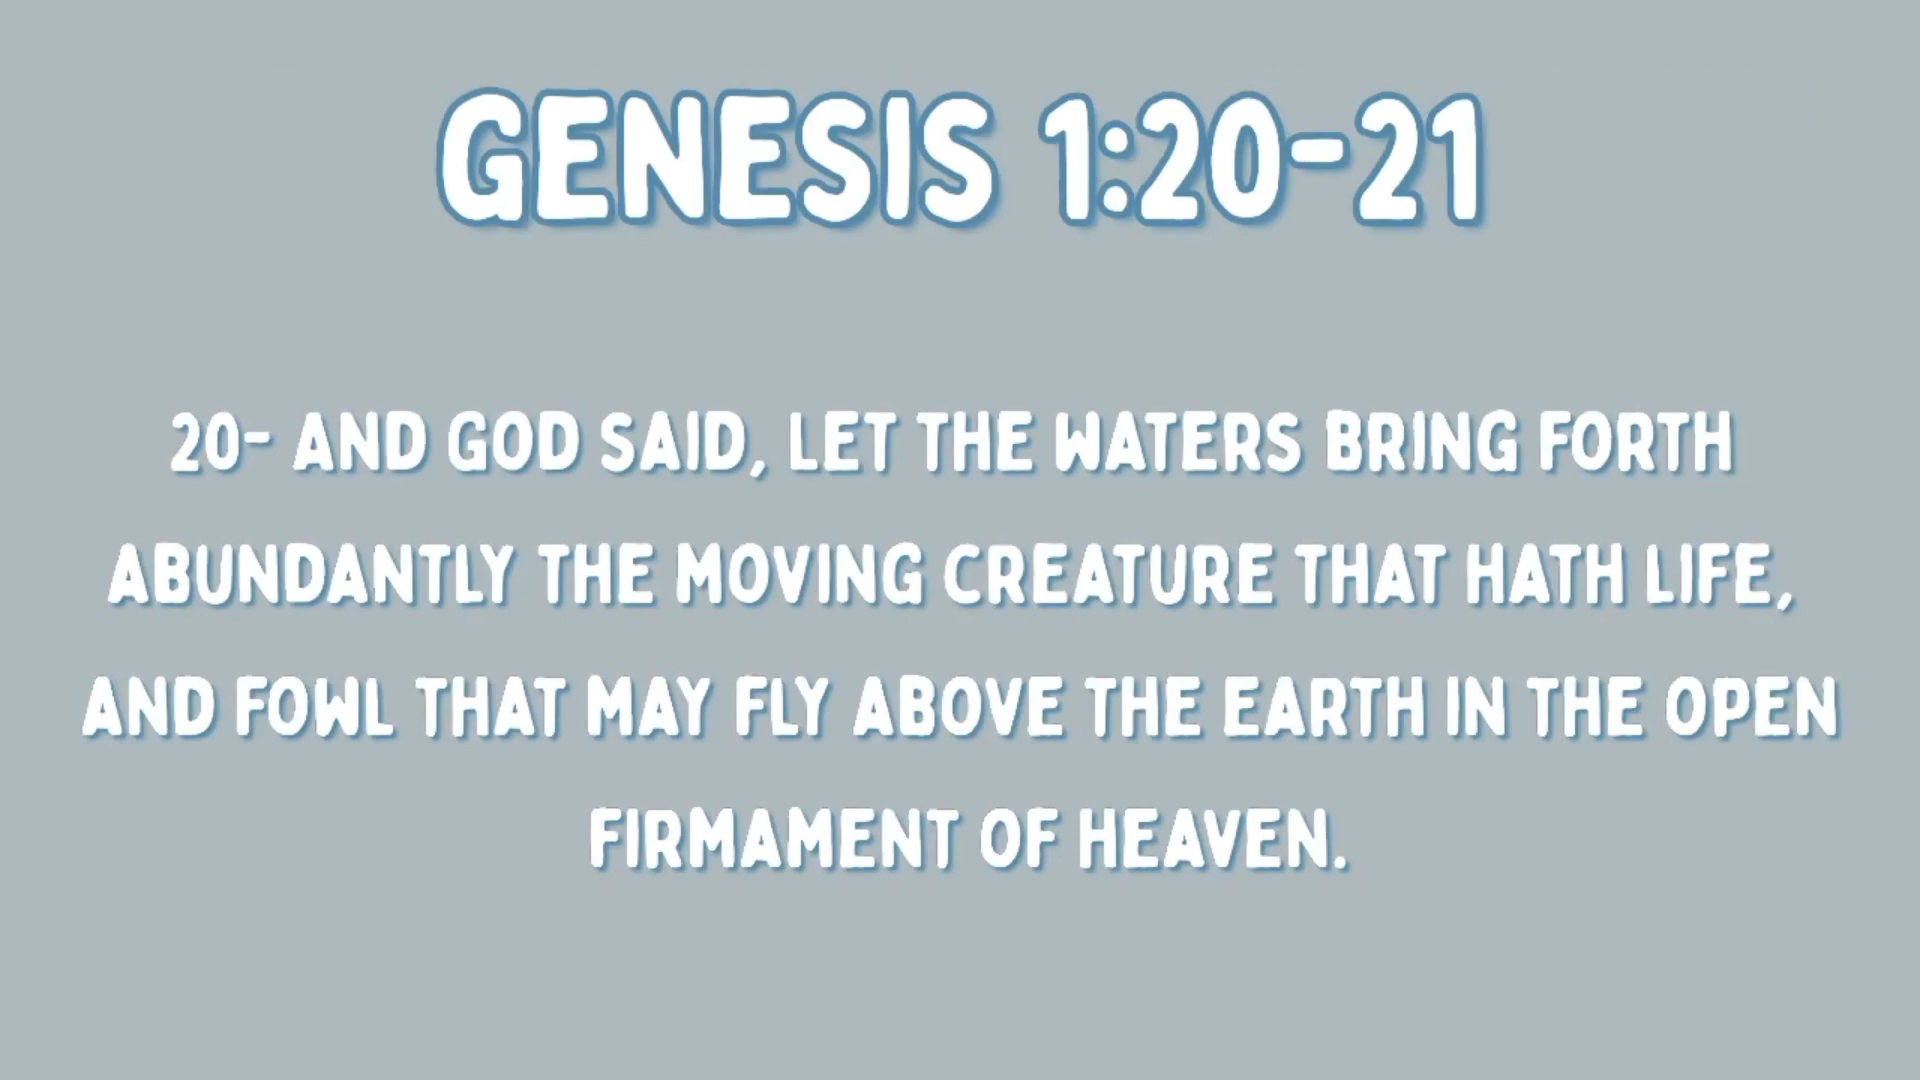 GENESIS 1:20-21
20- AND GOD SAID, LET THE WATERS BRING FORTH
ABUNDANTLY THE MOVING CREATURE THAT HATH LIFE,
AND FOWL THAT MAY FLY ABOVE THE EARTH IN THE OPEN
FIRMAMENT OF HEAVEN.